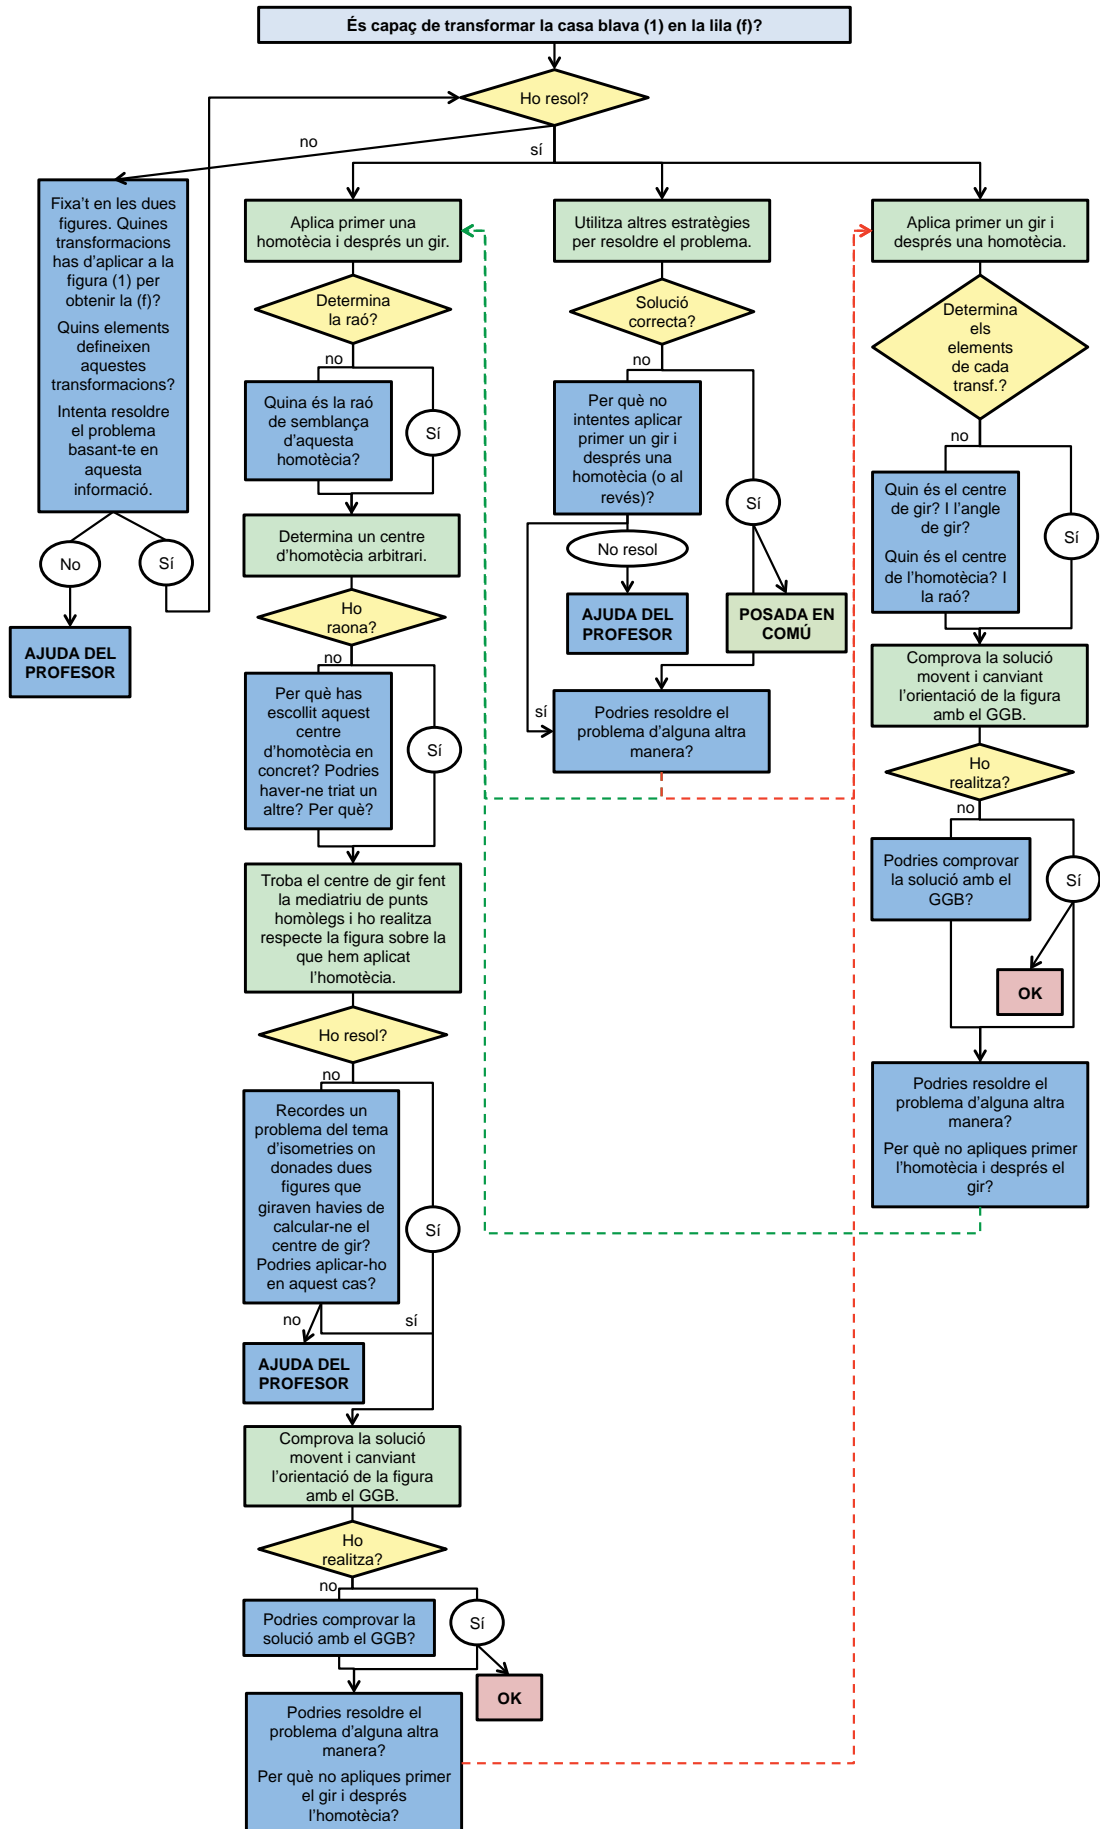 És capaç de transformar la casa blava (1) en la lila (f)?
Ho resol?
no
sí
Fixa't en les dues
figures. Quines
transformacions
has d'aplicar a la
figura (1) per
obtenir la (f)?
Quins elements
defineixen
aquestes
transformacions?
Intenta resoldre
el problema
basant-te en
aquesta
informació.
No
Sí
AJUDA DEL
PROFESOR
Aplica primer una
homotècia i després un gir.
Determina
la raó?
no
Quina és la raó
de semblança
d'aquesta
homotècia?
Sí
Determina un centre
d'homotècia arbitrari.
Ho
raona?
no
Per què has
escollit aquest
centre
d'homotècia en
concret? Podries
haver-ne triat un
altre? Per què?
Sí
Troba el centre de gir fent
la mediatriu de punts
homòlegs i ho realitza
respecte la figura sobre la
que hem aplicat
l'homotècia.
Ho resol?
no
Recordes un
problema del tema
d'isometries on
donades dues
figures que
giraven havies de
calcular-ne el
centre de gir?
Podries aplicar-ho
en aquest cas?
Sí
no
sí
AJUDA DEL
PROFESOR
Comprova la solució
movent i canviant
l'orientació de la figura
amb el GGB.
Ho
realitza?
no
Podries comprovar la
solució amb el GGB?
Sí
OK
Podries resoldre el
problema d'alguna altra
manera?
Per què no apliques primer
el gir i després
l'homotècia?
Utilitza altres estratègies
per resoldre el problema.
Solució
correcta?
no
Per què no
intentes aplicar
primer un gir i
després una
homotècia (o al
revés)?
Sí
No resol
AJUDA DEL
PROFESOR
POSADA EN
COMÚ
sí
Podries resoldre el
problema d'alguna altra
manera?
Aplica primer un gir i
després una homotècia.
Determina
els
elements
de cada
transf.?
no
Quin és el centre
de gir? I l'angle
de gir?
Quin és el centre
de l'homotècia? I
la raó?
Sí
Comprova la solució
movent i canviant
l'orientació de la figura
amb el GGB.
Ho
realitza?
no
Podries comprovar
la solució amb el
GGB?
Sí
OK
Podries resoldre el
problema d'alguna altra
manera?
Per què no apliques primer
l'homotècia i després el
gir?